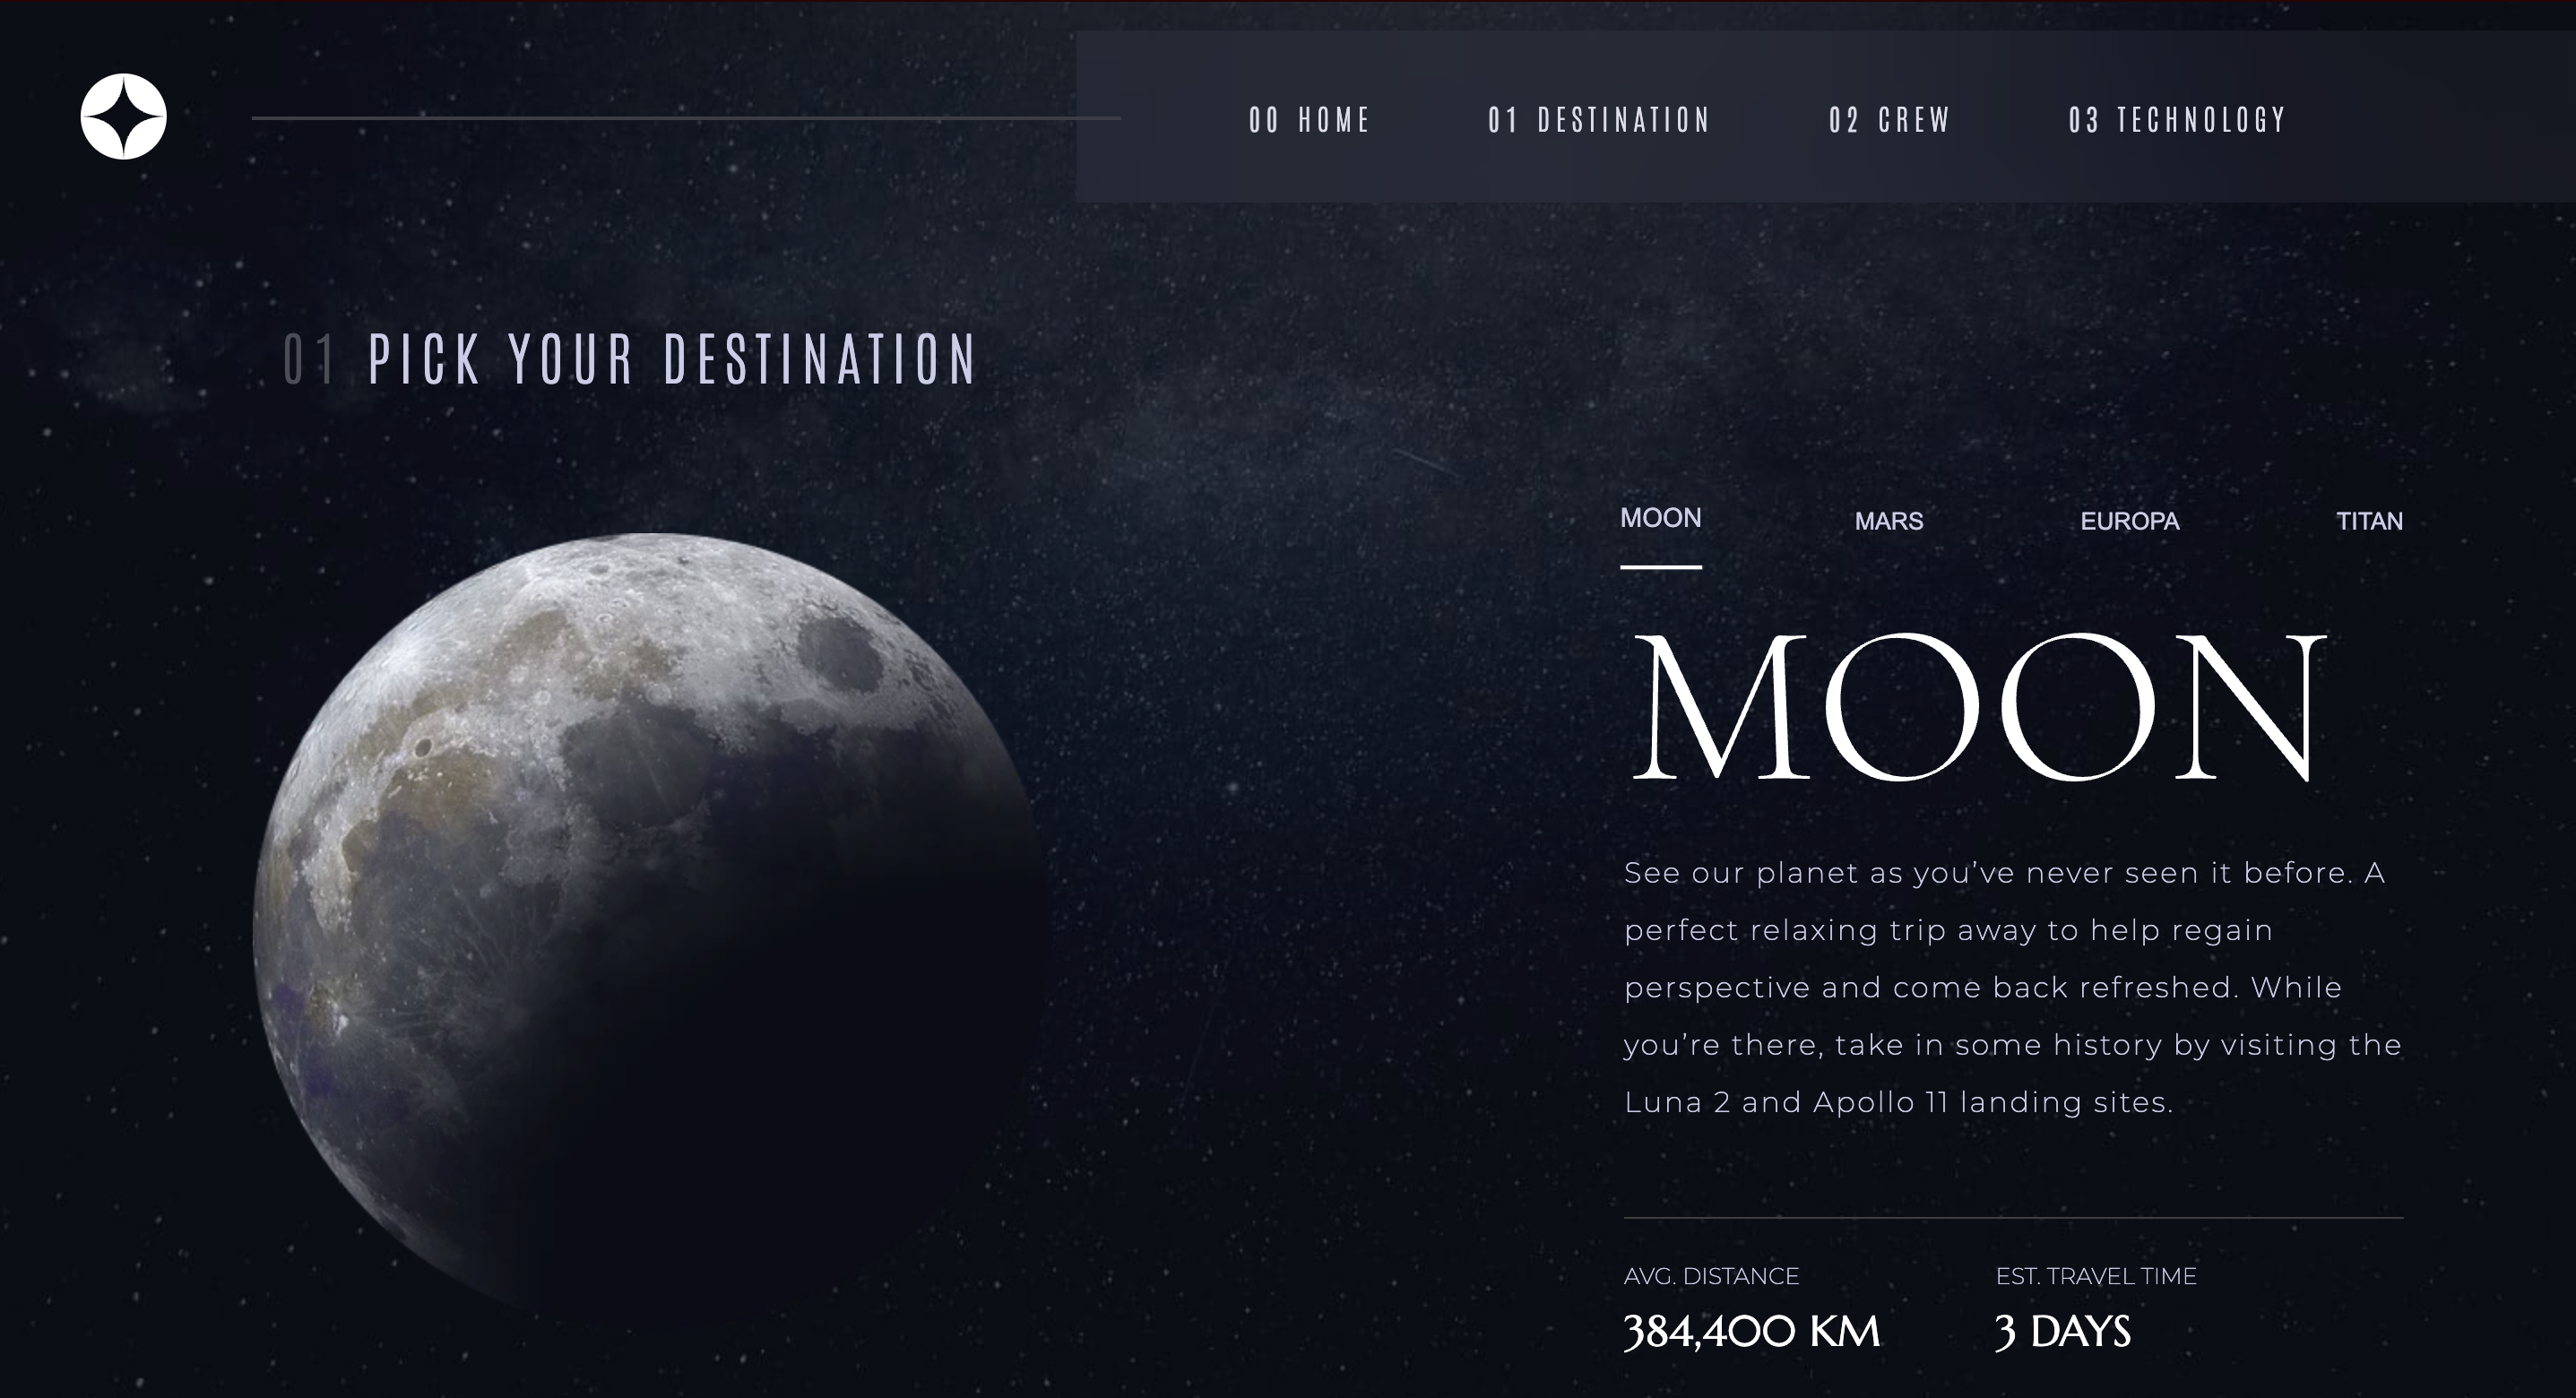 00 HOME 01 DESTINATION 02 CREW 03 TECHNOLOGY
01 PICK YOUR DESTINATION
MOON MARS EUROPA TITAN
MOON
See our planet as you’ve never seen it before. A
perfect relaxing trip away to help regain
perspective and come back refreshed. While
you’re there, take in some history by visiting the
Luna 2 and Apollo 11 landing sites.
AVG. DISTANCE EST. TRAVEL TIME
384,400 KM 3 DAYS